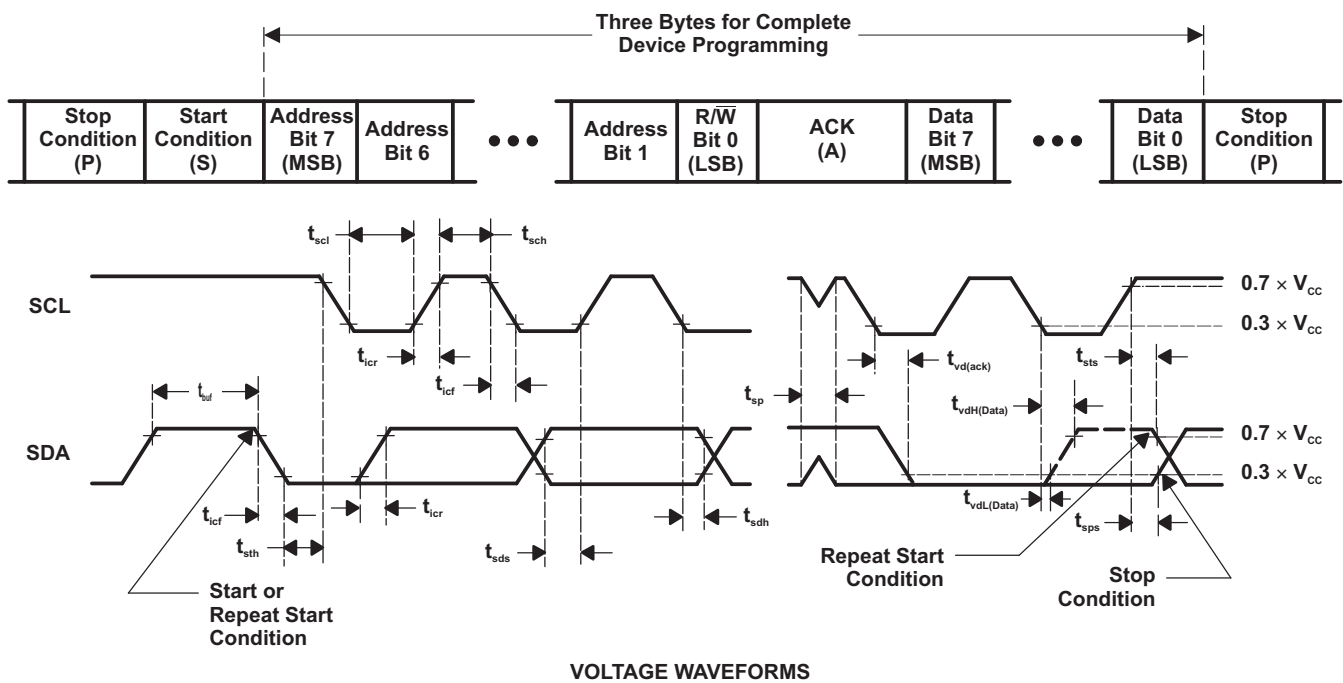 Three Bytes for Complete
Device Programming
Stop
Condition
(P)
Start
Condition
(S)
Address
Bit 7
(MSB)
Address
Bit 6
•••
Address
Bit 1
R/W̅
Bit 0
(LSB)
ACK
(A)
Data
Bit 7
(MSB)
•••
Data
Bit 0
(LSB)
Stop
Condition
(P)
tscl
tsch
SCL
0.7 × VCC
0.3 × VCC
ticr
ticf
tvd(ack)
tsts
tbuf
tsp
tvdH(Data)
SDA
0.7 × VCC
0.3 × VCC
ticf
ticr
tsth
tsds
tsdh
tvdL(Data)
tsps
Start or
Repeat Start
Condition
Repeat Start
Condition
Stop
Condition
VOLTAGE WAVEFORMS